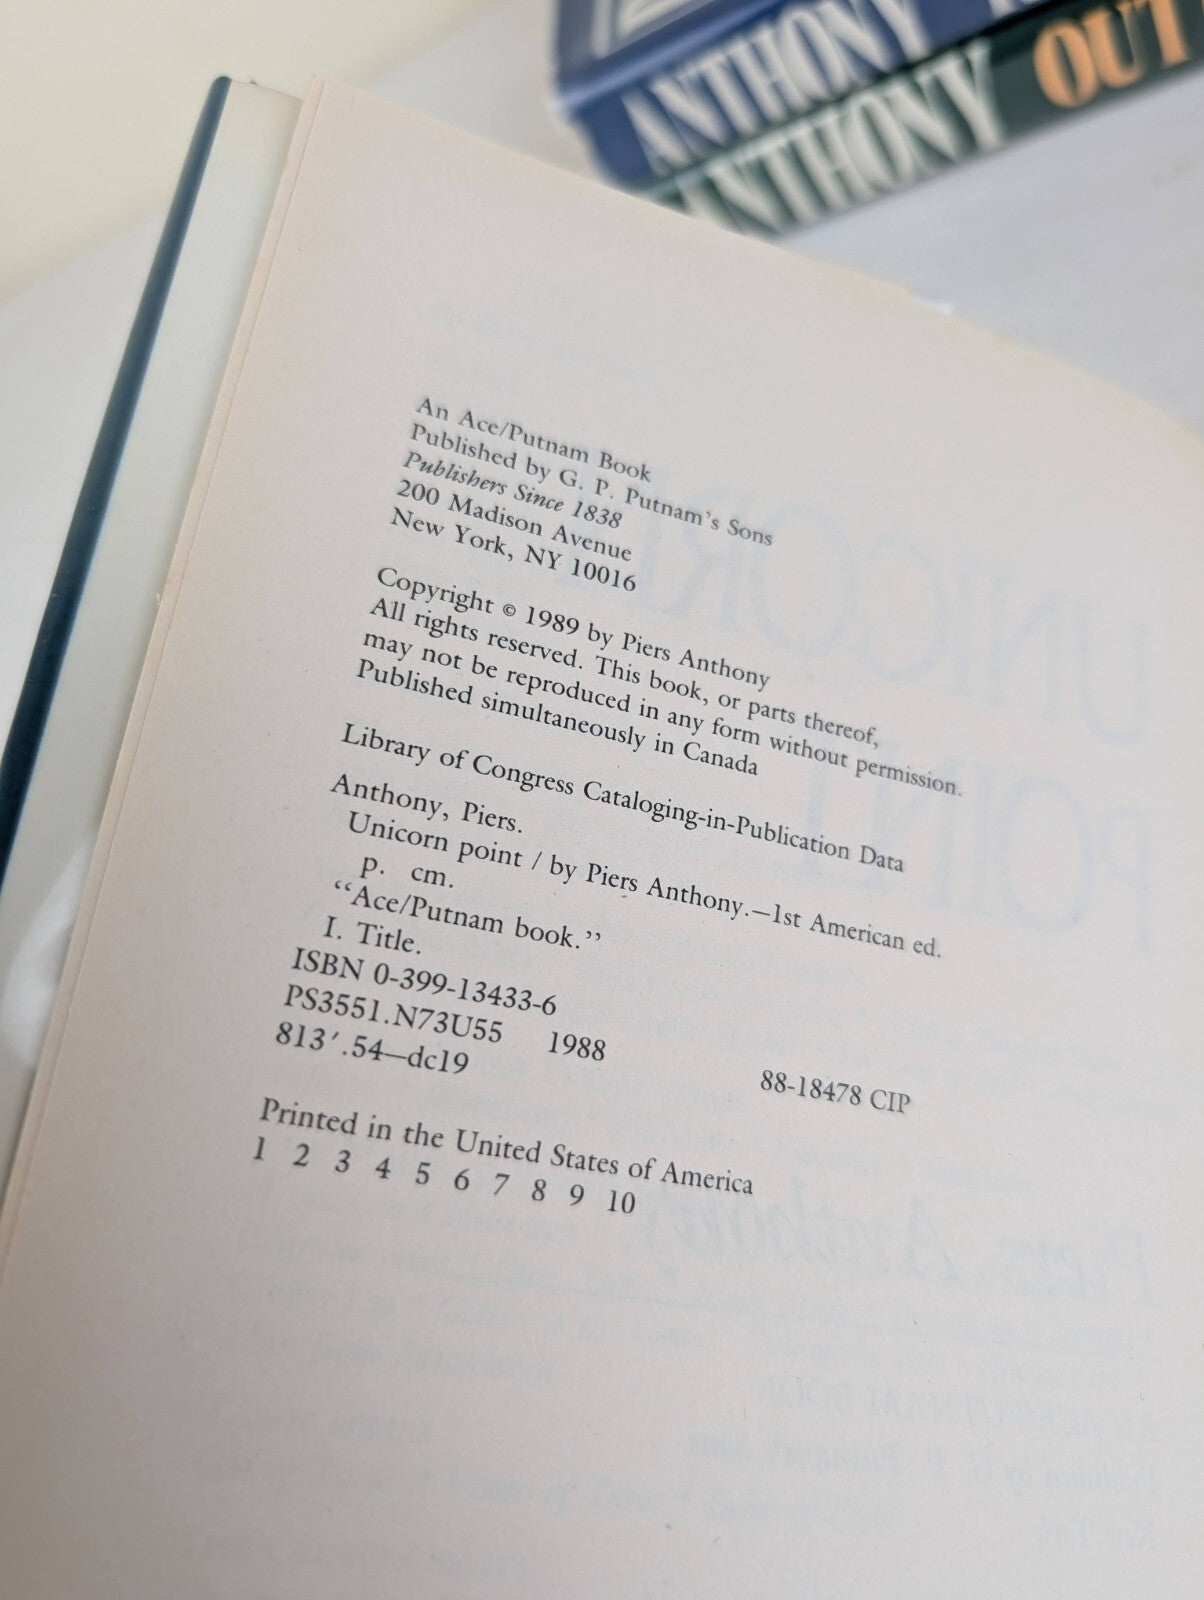 ANTHONY
ANTHONY OUT
An Ace/Putnam Book
Published by G. P. Putnam's Sons
Publishers Since 1838
200 Madison Avenue
New York, NY 10016
Copyright © 1989 by Piers Anthony
All rights reserved. This book, or parts thereof,
may not be reproduced in any form without permission.
Published simultaneously in Canada
Library of Congress Cataloging-in-Publication Data
Anthony, Piers.
Unicorn point / by Piers Anthony.—1st American ed.
p. cm.
“Ace/Putnam book.”
I. Title.
ISBN 0-399-13433-6
PS3551.N73U55 1988
813′.54—dc19
88-18478 CIP
Printed in the United States of America
1 2 3 4 5 6 7 8 9 10